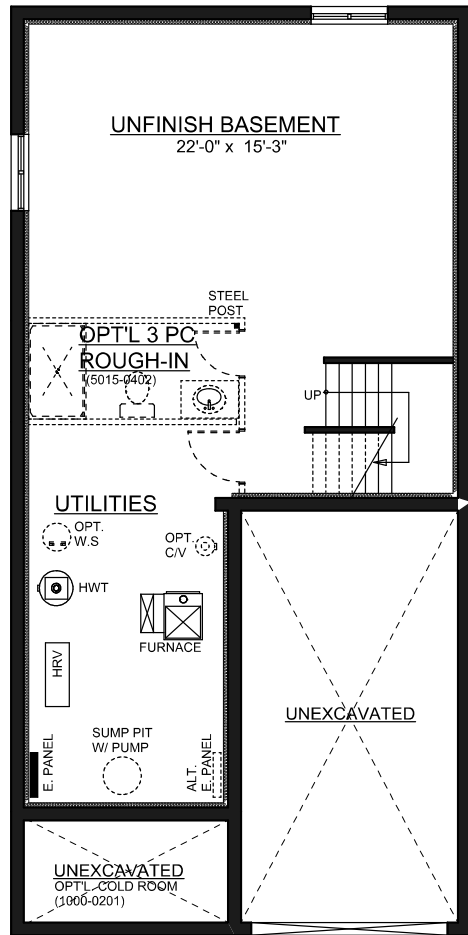 UNFINISH BASEMENT
22'-0" x 15'-3"
STEEL
POST
OPT'L 3 PC
ROUGH-IN
(5015-0402)
UP
UTILITIES
OPT.
W.S
OPT.
C/V
HWT
FURNACE
HRV
UNEXCAVATED
SUMP PIT
W/ PUMP
E. PANEL
ALT.
E. PANEL
UNEXCAVATED
OPT'L. COLD ROOM
(1000-0201)